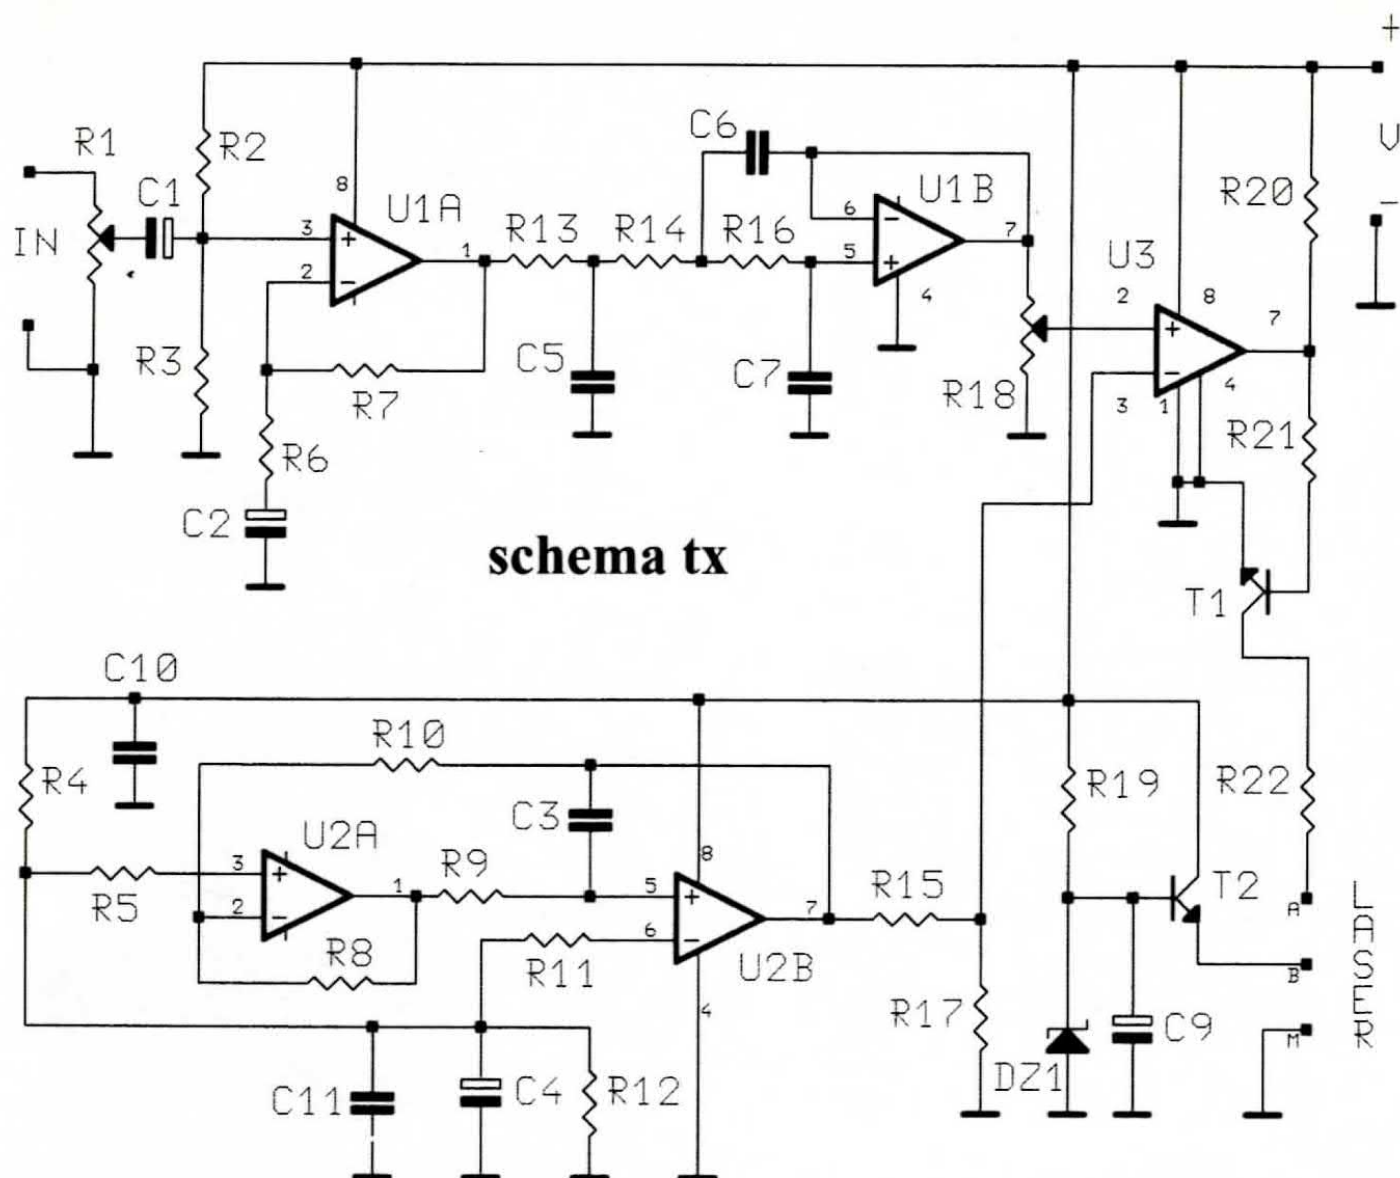 +
R1
C1
R2
8
U1A
C6
U1B
V
-
IN
3
2
1
R13
R14
R16
6
5
7
4
R20
U3
2
8
7
R3
R7
C5
C7
R18
3
1
4
R21
R6
C2
schema tx
T1
C10
R10
R4
C3
R19
R22
U2A
8
R5
3
2
1
R9
5
6
7
R15
T2
A
R8
R11
U2B
B
4
R17
C9
M
LASER
DZ1
C11
C4
R12